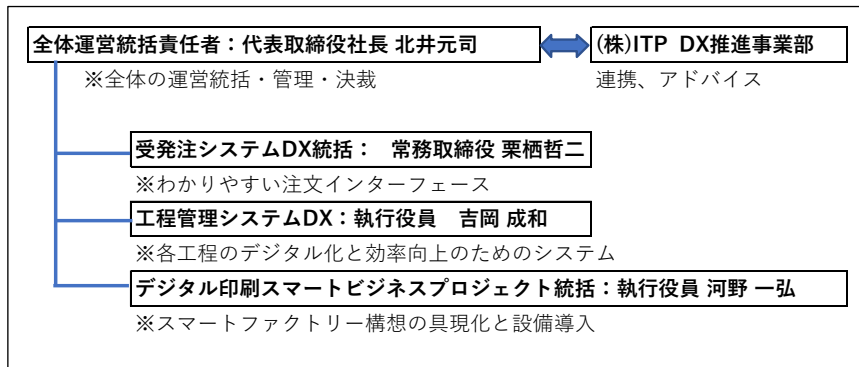 全体運営統括責任者：代表取締役社長 北井元司
(株)ITP DX推進事業部
※全体の運営統括・管理・決裁
連携、アドバイス
受発注システムDX統括：　常務取締役 栗栖哲二
※わかりやすい注文インターフェース
工程管理システムDX：執行役員　吉岡 成和
※各工程のデジタル化と効率向上のためのシステム
デジタル印刷スマートビジネスプロジェクト統括：執行役員 河野 一弘
※スマートファクトリー構想の具現化と設備導入